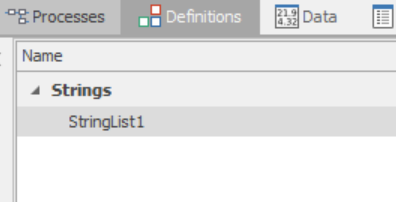 Processes Definitions 21.9 4.32 Data
Name
Strings
StringList1